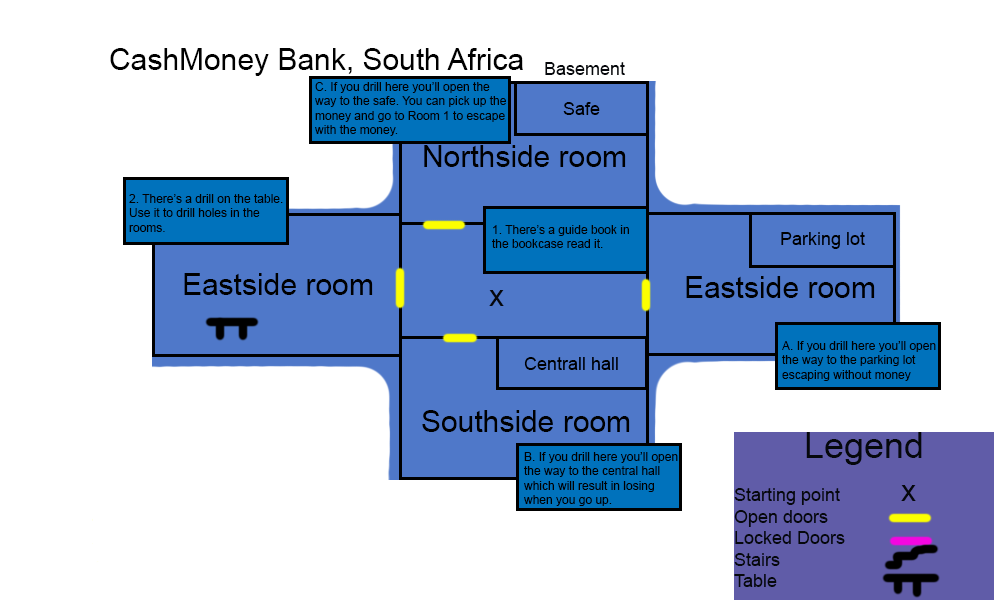 CashMoney Bank, South Africa
Basement
C. If you drill here you'll open the
way to the safe. You can pick up the
money and go to Room 1 to escape
with the money.
Safe
Northside room
2. There's a drill on the table.
Use it to drill holes in the
rooms.
1. There's a guide book in
the bookcase read it.
Parking lot
Eastside room
X
Eastside room
A. If you drill here you'll open
the way to the parking lot
escaping without money
Centrall hall
Southside room
B. If you drill here you'll open
the way to the central hall
which will result in losing
when you go up.
Legend
Starting point X
Open doors
Locked Doors
Stairs
Table